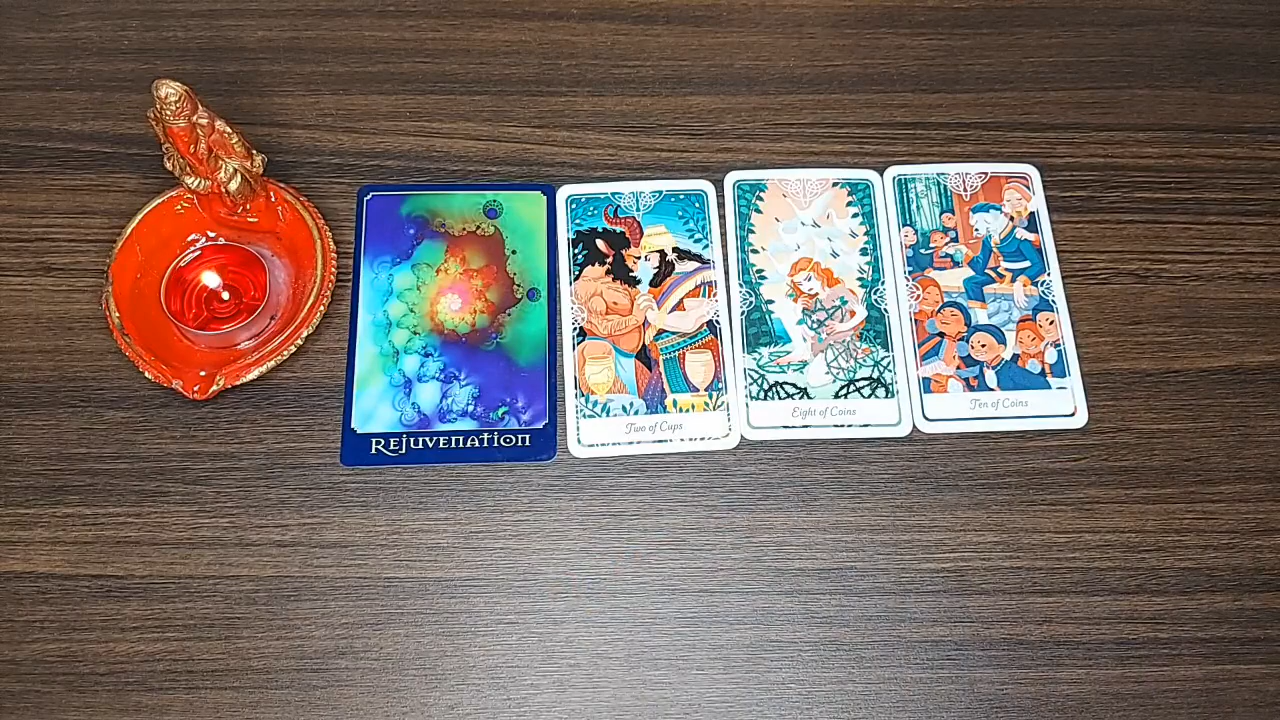 Rejuvenation
Two of Cups
Eight of Coins
Ten of Coins